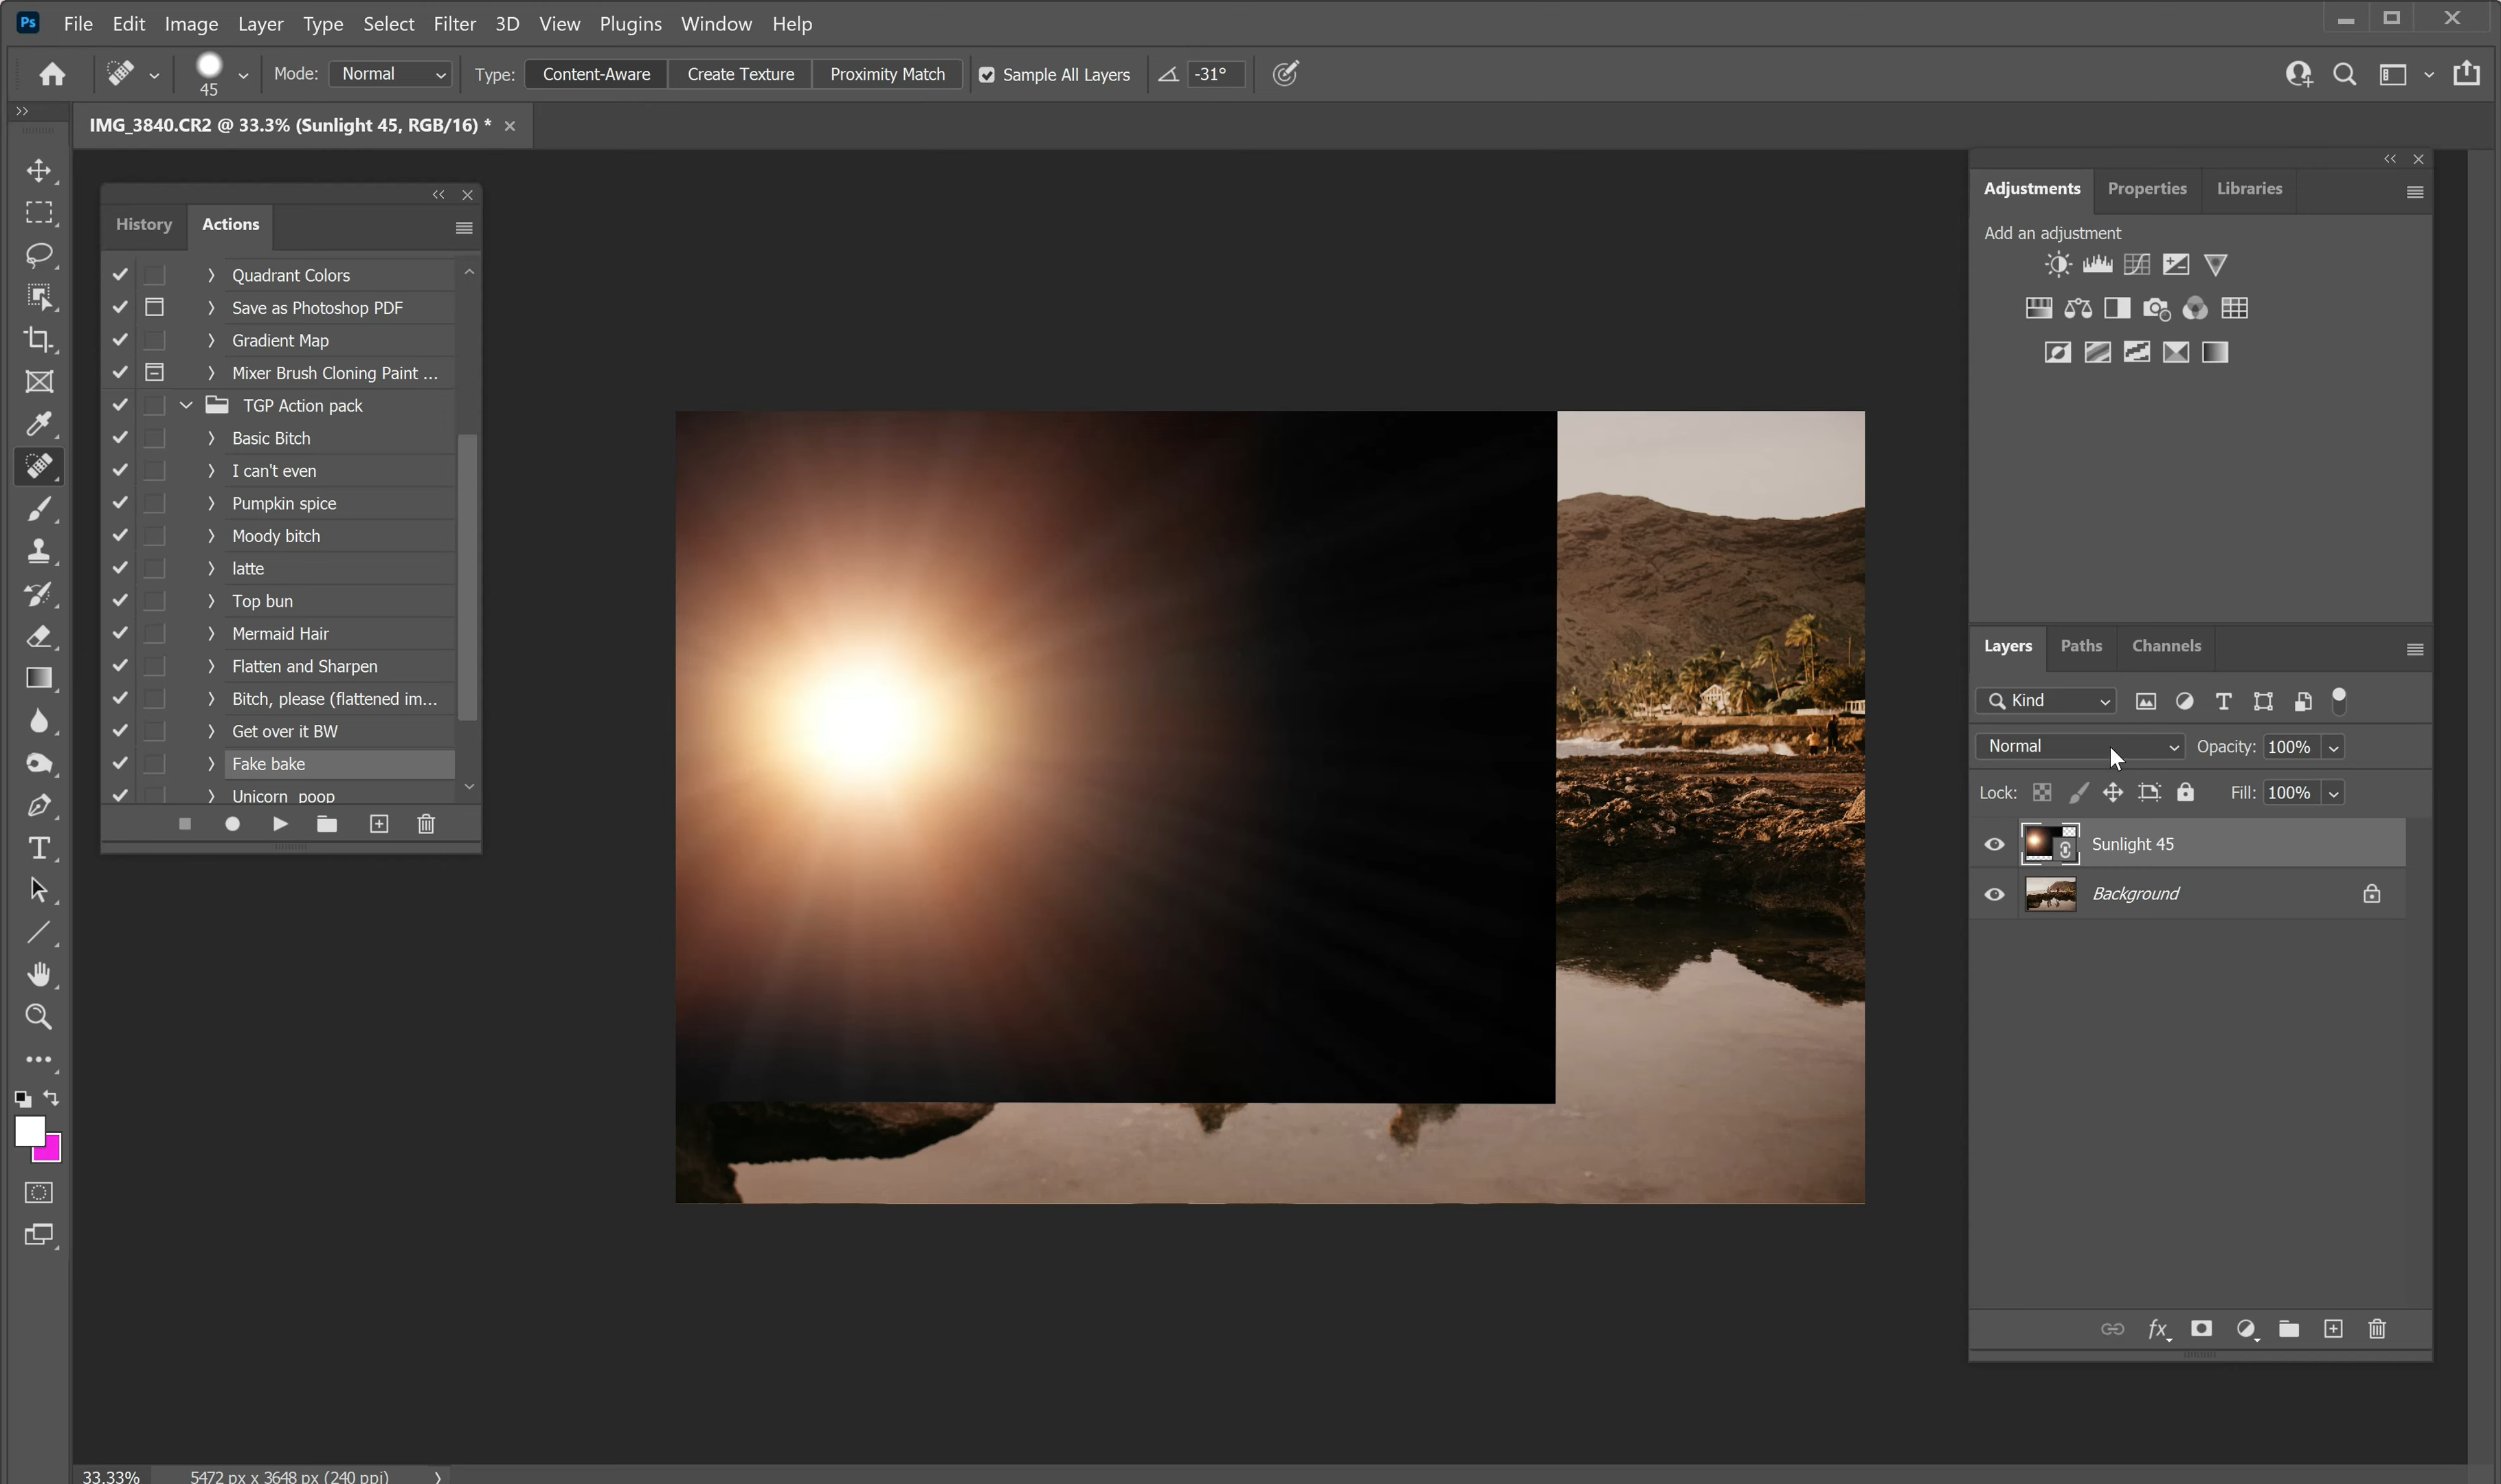 Ps File Edit Image Layer Type Select Filter 3D View Plugins Window Help
45 Mode: Normal Type: Content-Aware Create Texture Proximity Match Sample All Layers -31°
IMG_3840.CR2 @ 33.3% (Sunlight 45, RGB/16) *
History Actions
Quadrant Colors
Save as Photoshop PDF
Gradient Map
Mixer Brush Cloning Paint ...
TGP Action pack
Basic Bitch
I can't even
Pumpkin spice
Moody bitch
latte
Top bun
Mermaid Hair
Flatten and Sharpen
Bitch, please (flattened im...
Get over it BW
Fake bake
Unicorn poop
Adjustments Properties Libraries
Add an adjustment
Layers Paths Channels
Kind
Normal Opacity: 100%
Lock: Fill: 100%
Sunlight 45
Background
33.33% 5472 px x 3648 px (240 ppi)